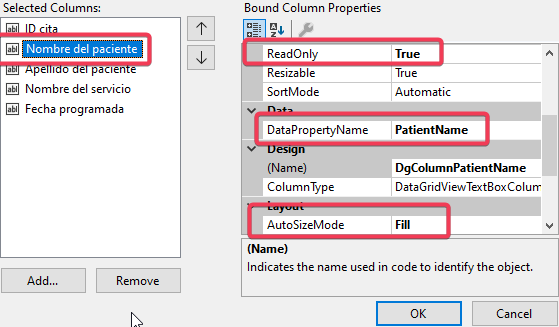 Selected Columns:
ID cita
Nombre del paciente
Apellido del paciente
Nombre del servicio
Fecha programada
Add...
Remove
Bound Column Properties
ReadOnly True
Resizable True
SortMode Automatic
Data
DataPropertyName PatientName
Design
(Name) DgColumnPatientName
ColumnType DataGridViewTextBoxColum
Layout
AutoSizeMode Fill
(Name)
Indicates the name used in code to identify the object.
OK
Cancel